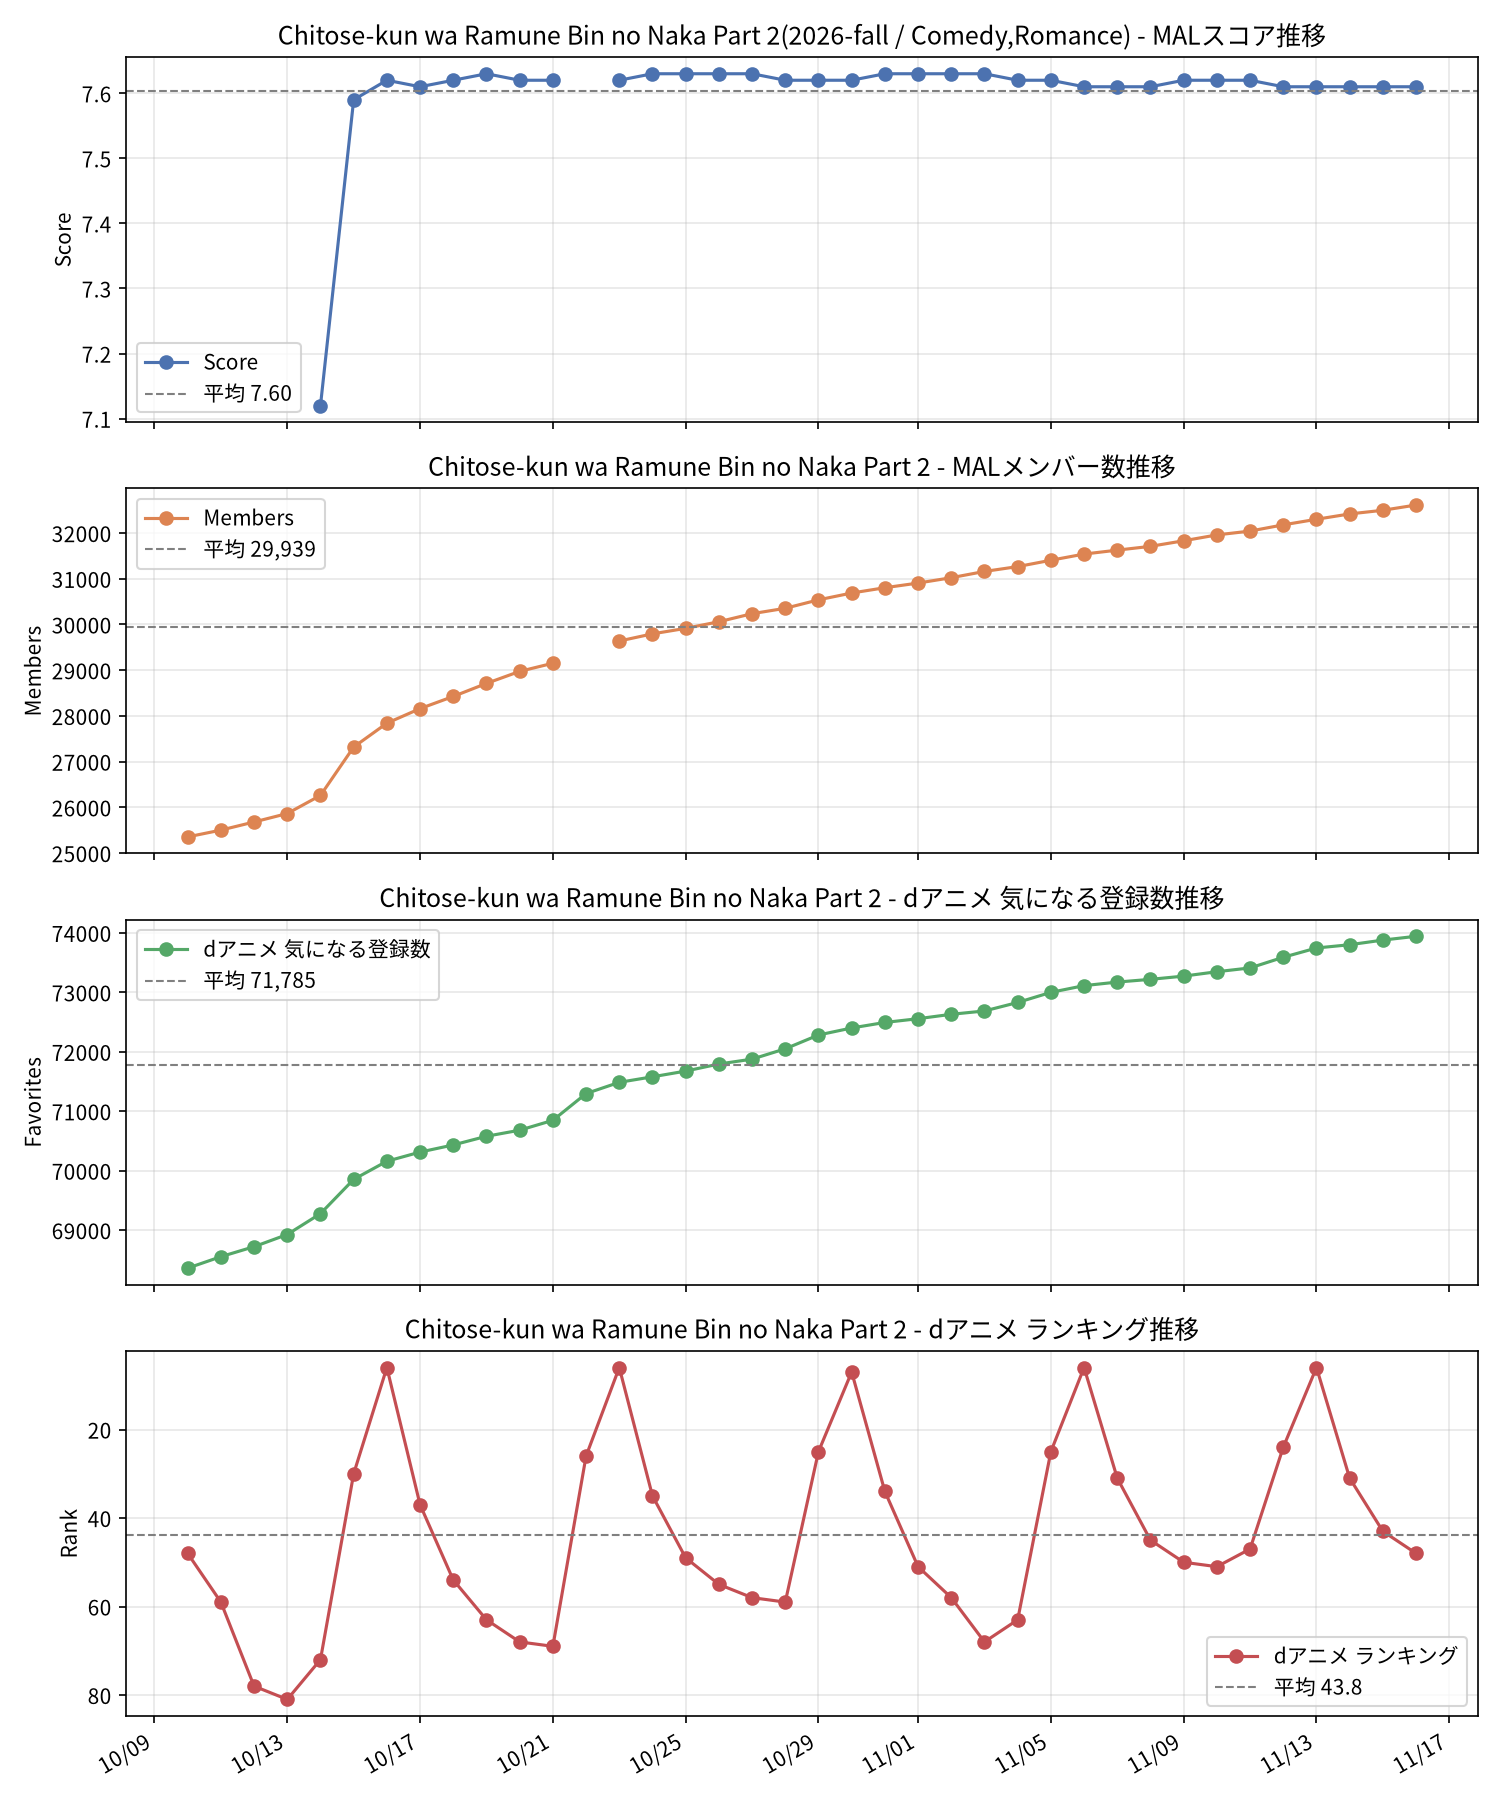 Chitose-kun wa Ramune Bin no Naka Part 2(2026-fall / Comedy,Romance) - MALスコア推移
7.6
7.5
7.4
7.3
7.2
7.1
Score
Score
平均 7.60
Chitose-kun wa Ramune Bin no Naka Part 2 - MALメンバー数推移
32000
31000
30000
29000
28000
27000
26000
25000
Members
Members
平均 29,939
Chitose-kun wa Ramune Bin no Naka Part 2 - dアニメ 気になる登録数推移
74000
73000
72000
71000
70000
69000
Favorites
dアニメ 気になる登録数
平均 71,785
Chitose-kun wa Ramune Bin no Naka Part 2 - dアニメ ランキング推移
20
40
60
80
Rank
dアニメ ランキング
平均 43.8
10/09
10/13
10/17
10/21
10/25
10/29
11/01
11/05
11/09
11/13
11/17